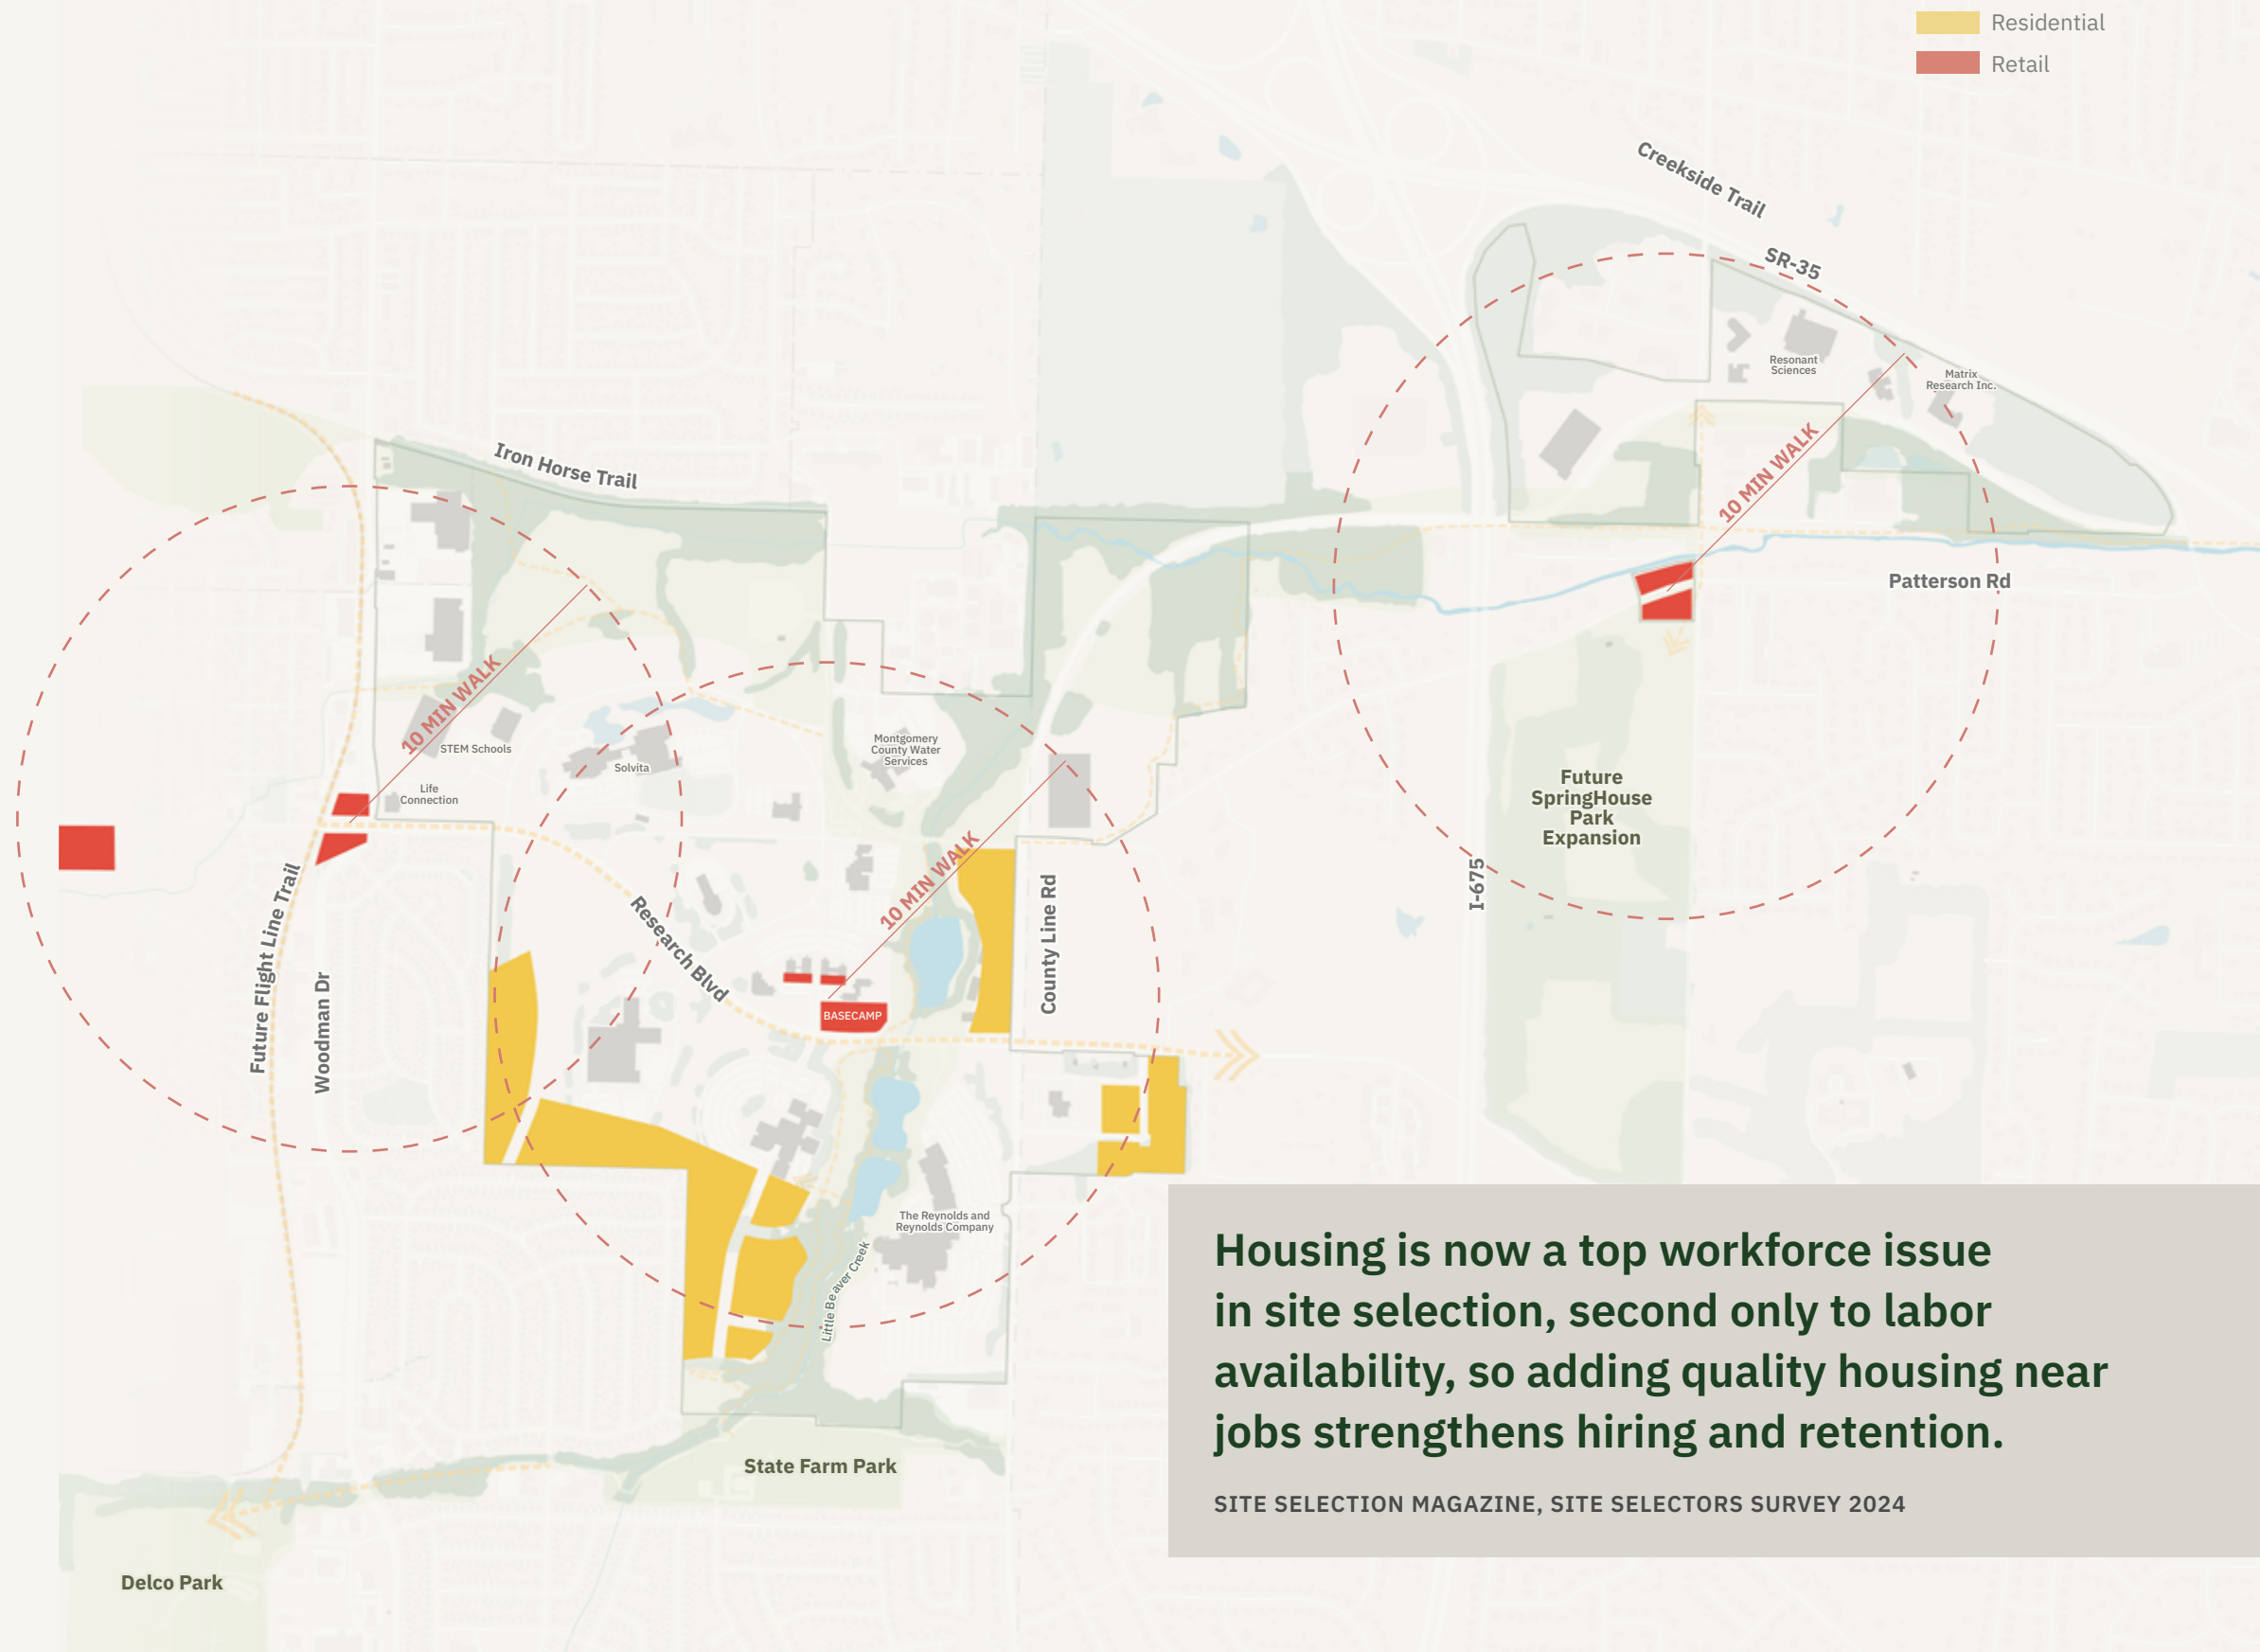 Residential
Retail
Creekside Trail
SR-35
Resonant
Sciences
Matrix
Research Inc.
Iron Horse Trail
10 MIN WALK
Patterson Rd
10 MIN WALK
STEM Schools
Solvita
Montgomery
County Water
Services
Life
Connection
Future
SpringHouse
Park
Expansion
10 MIN WALK
I-675
County Line Rd
Research Blvd
Future Flight Line Trail
Woodman Dr
BASECAMP
The Reynolds and
Reynolds Company
Little Beaver Creek
Housing is now a top workforce issue
in site selection, second only to labor
availability, so adding quality housing near
jobs strengthens hiring and retention.
SITE SELECTION MAGAZINE, SITE SELECTORS SURVEY 2024
State Farm Park
Delco Park